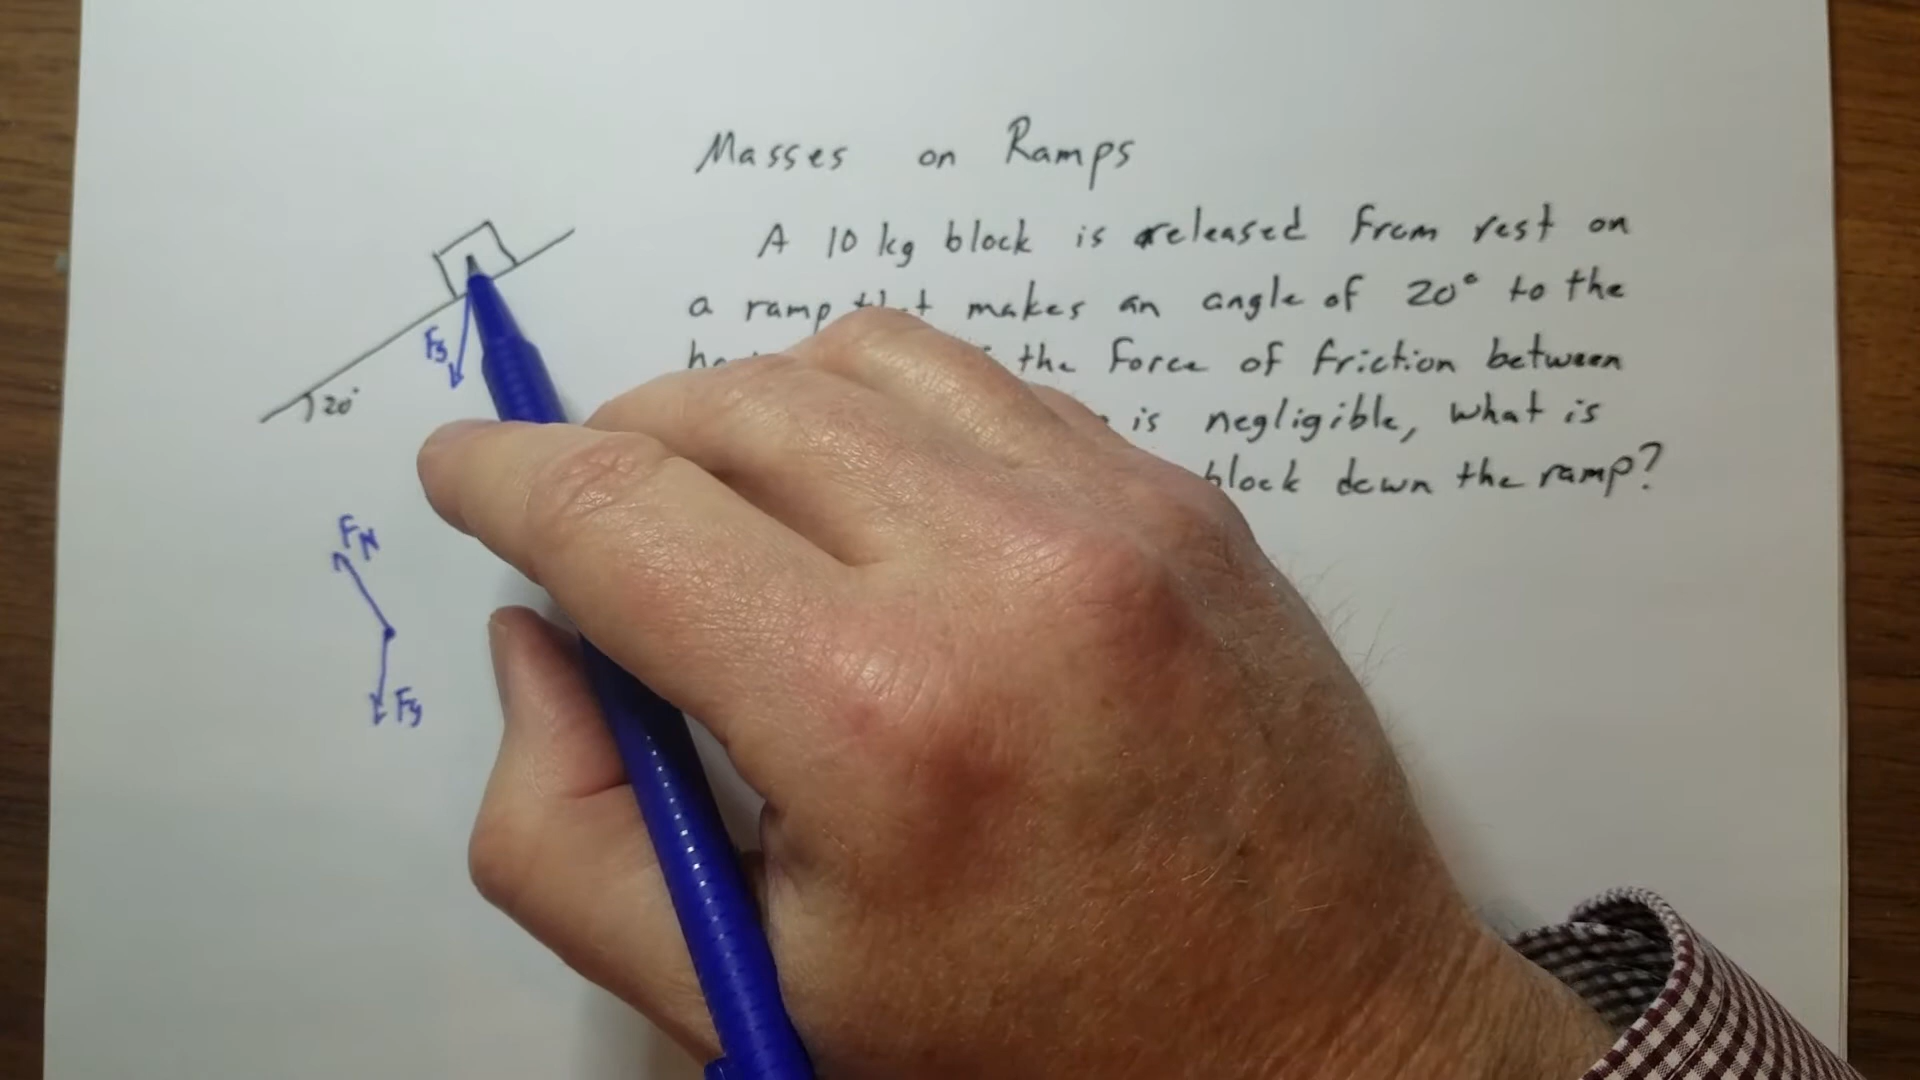 Masses on Ramps
A 10 kg block is released from rest on
a ramp makes an angle of 20° to the
the force of friction between
is negligible, what is
block down the ramp?
Fg
20°
FN
Fg